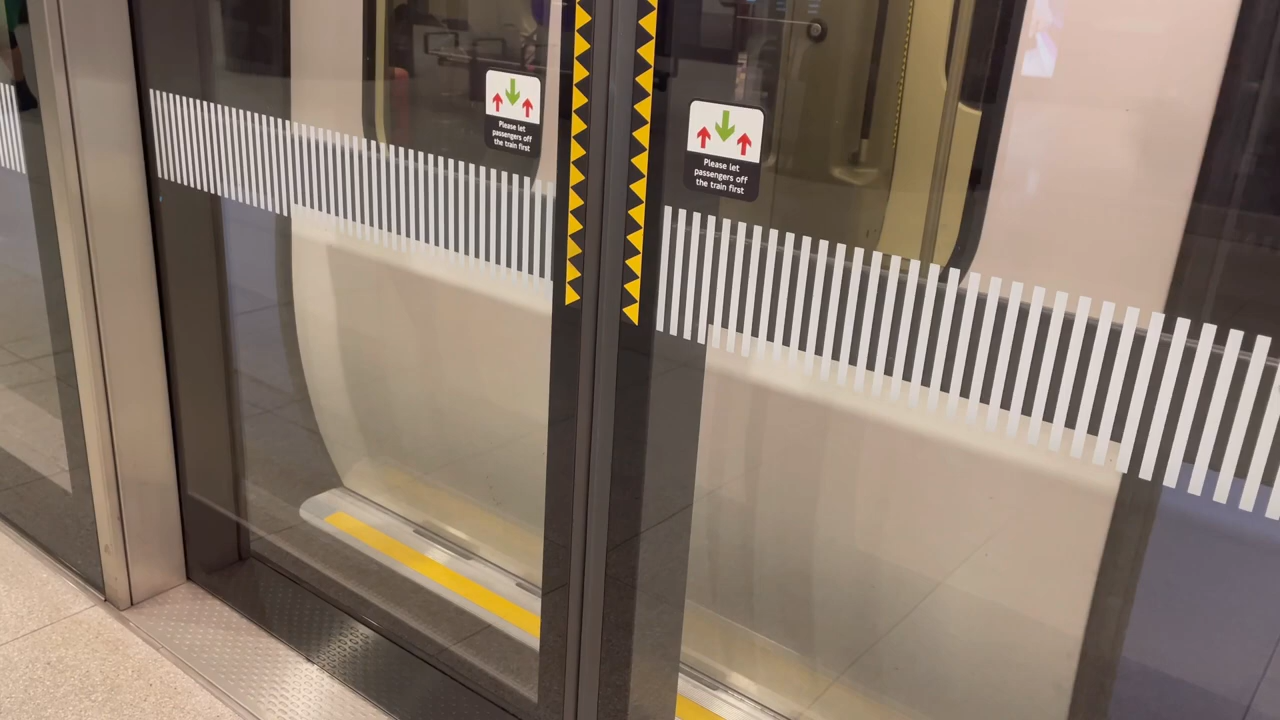 Please let
passengers off
the train first
Please let
passengers off
the train first